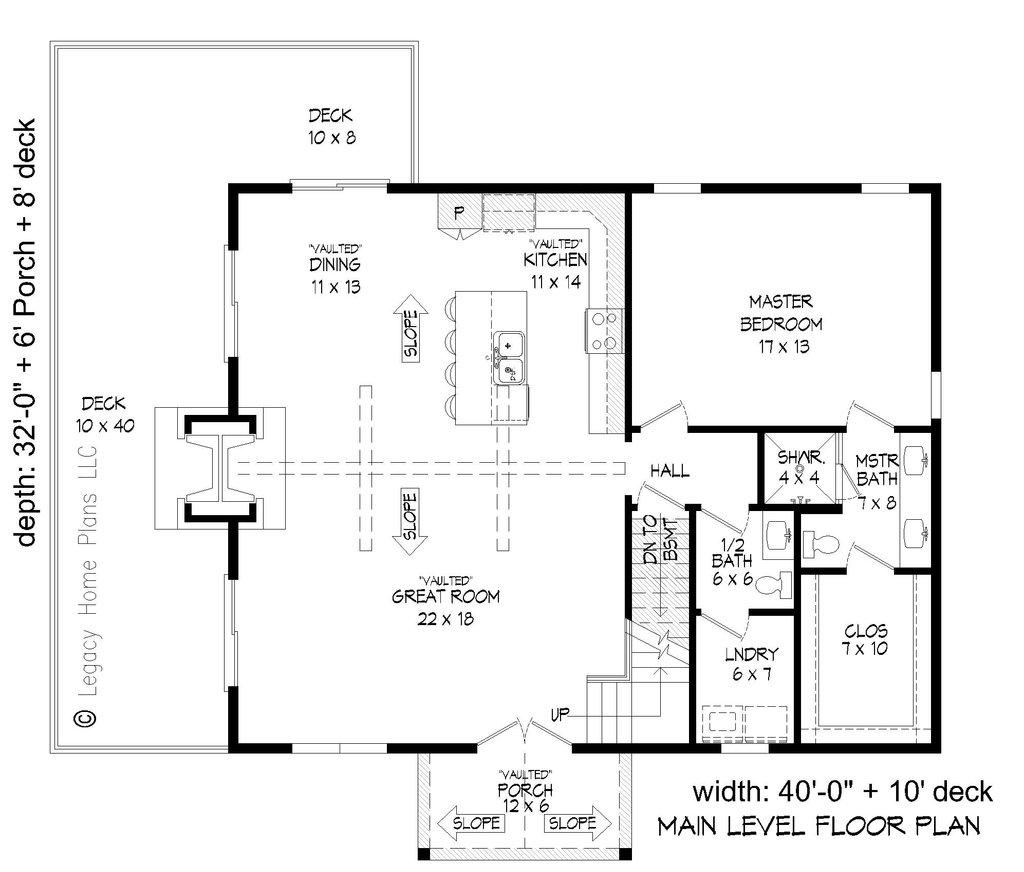 DECK
10 x 8
depth: 32'-0" + 6' Porch + 8' deck
"VAULTED"
DINING
11 x 13
P
"VAULTED"
KITCHEN
11 x 14
SLOPE
MASTER
BEDROOM
17 x 13
DECK
10 x 40
HALL
SHWR.
4 x 4
MSTR
BATH
7 x 8
SLOPE
DN TO
BSMT
1/2
BATH
6 x 6
"VAULTED"
GREAT ROOM
22 x 18
CLOS
7 x 10
LNDRY
6 x 7
UP
© Legacy Home Plans LLC
"VAULTED"
PORCH
12 x 6
SLOPE
SLOPE
width: 40'-0" + 10' deck
MAIN LEVEL FLOOR PLAN